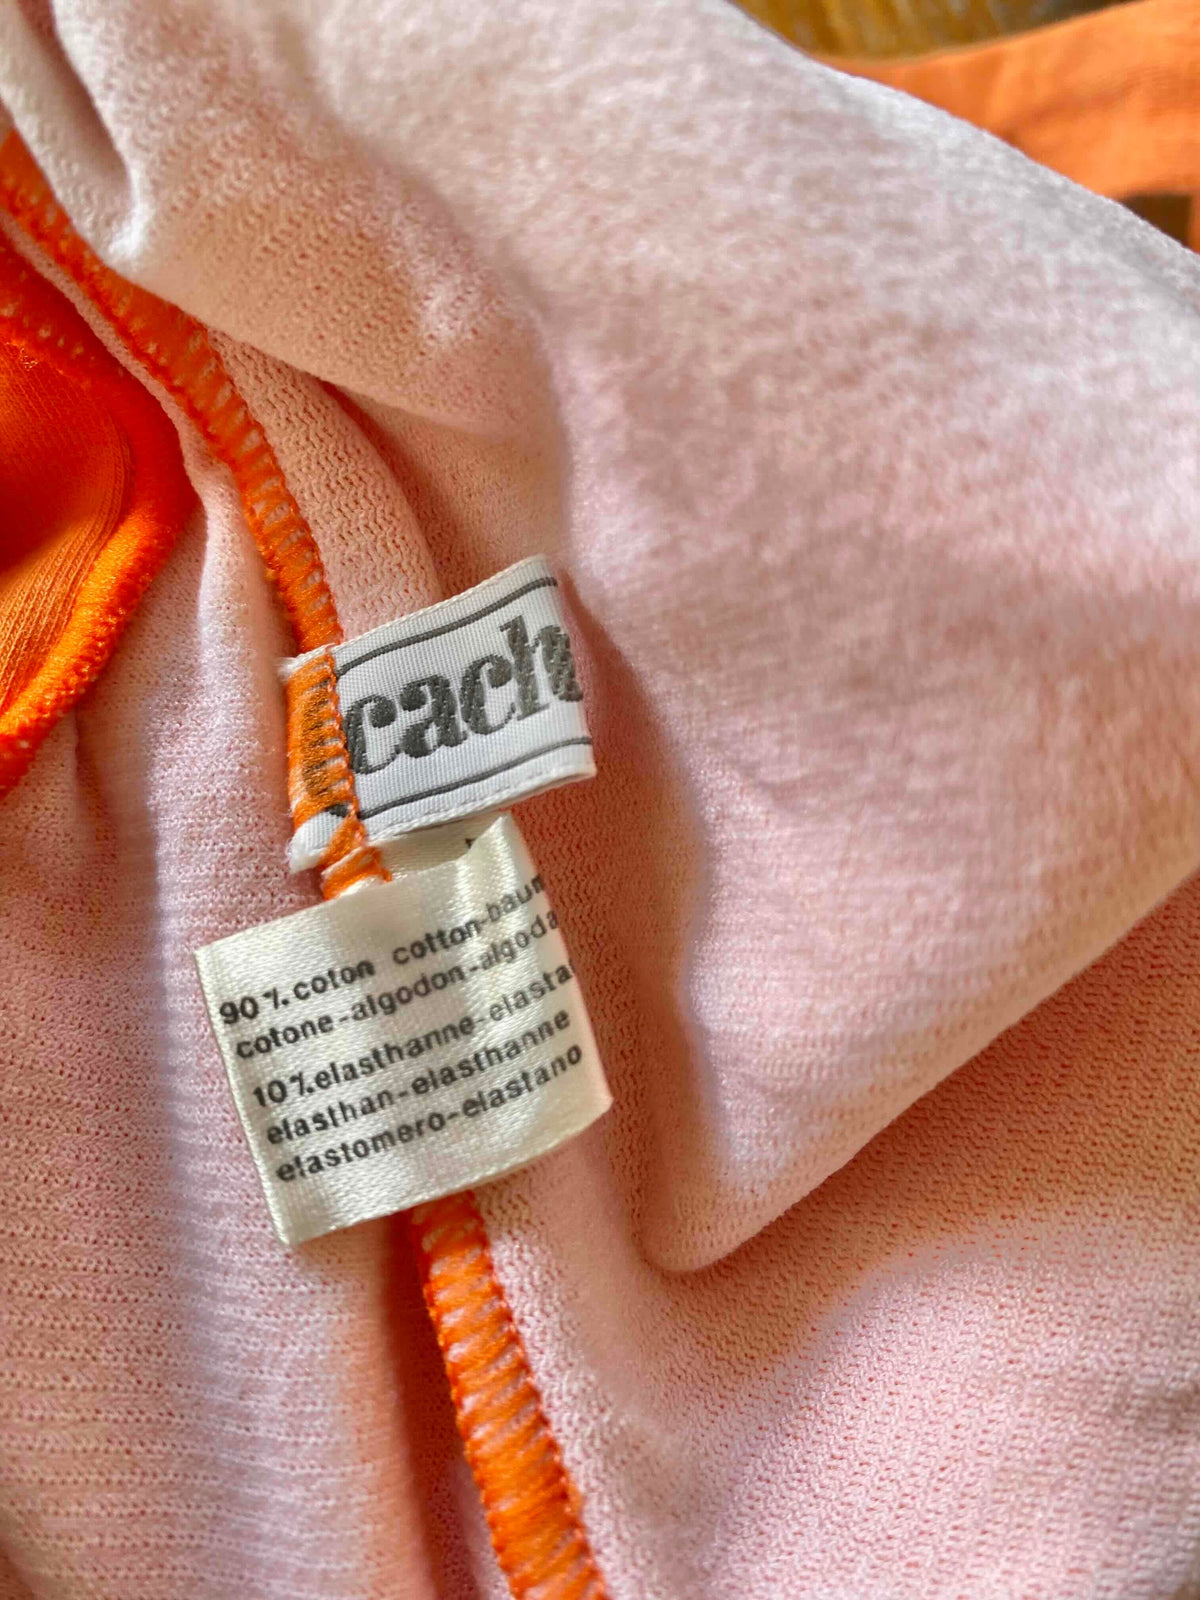 cach
90% coton cotton-baum
cotone-algodon-algoda
10% elasthanne-elasta
elasthan-elasthanne
elastomero-elastano